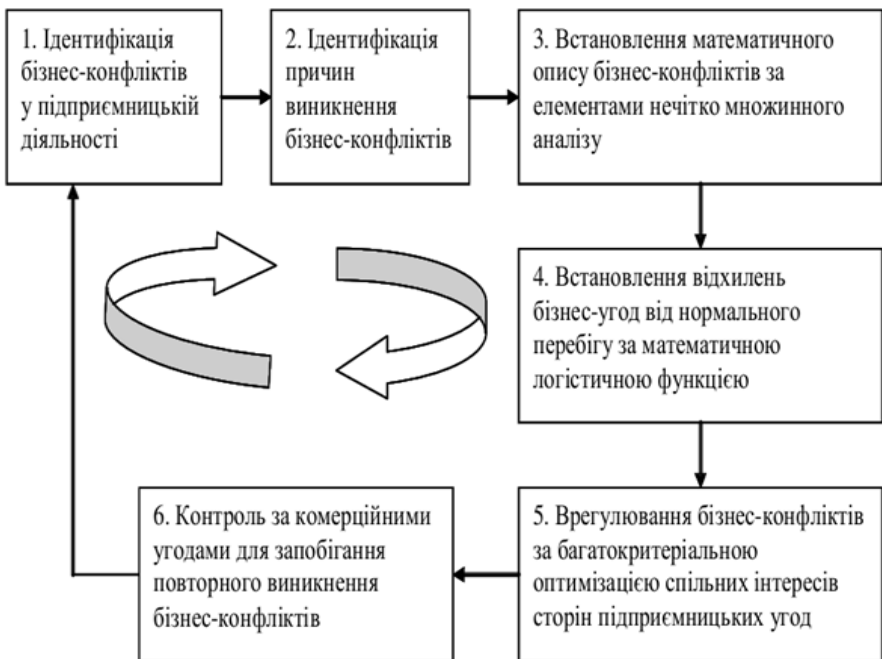 1. Ідентифікація
бізнес-конфліктів
у підприємницькій
діяльності
2. Ідентифікація
причин
виникнення
бізнес-конфліктів
3. Встановлення математичного
опису бізнес-конфліктів за
елементами нечітко множинного
аналізу
4. Встановлення відхилень
бізнес-угод від нормального
перебігу за математичною
логістичною функцією
5. Врегулювання бізнес-конфліктів
за багатокритеріальною
оптимізацією спільних інтересів
сторін підприємницьких угод
6. Контроль за комерційними
угодами для запобігання
повторного виникнення
бізнес-конфліктів